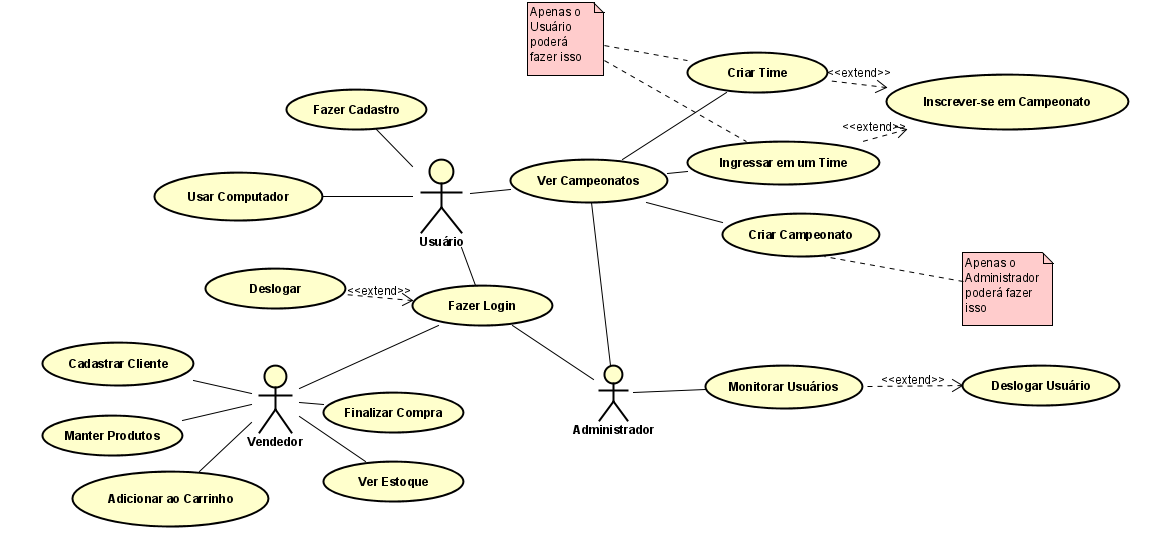 Apenas o
Usuário
poderá
fazer isso
Criar Time
<<extend>>
Inscrever-se em Campeonato
Fazer Cadastro
<<extend>>
Ingressar em um Time
Ver Campeonatos
Usar Computador
Usuário
Criar Campeonato
Apenas o
Administrador
poderá fazer
isso
Deslogar
<<extend>>
Fazer Login
Cadastrar Cliente
Monitorar Usuários
<<extend>>
Deslogar Usuário
Finalizar Compra
Manter Produtos
Vendedor
Administrador
Ver Estoque
Adicionar ao Carrinho